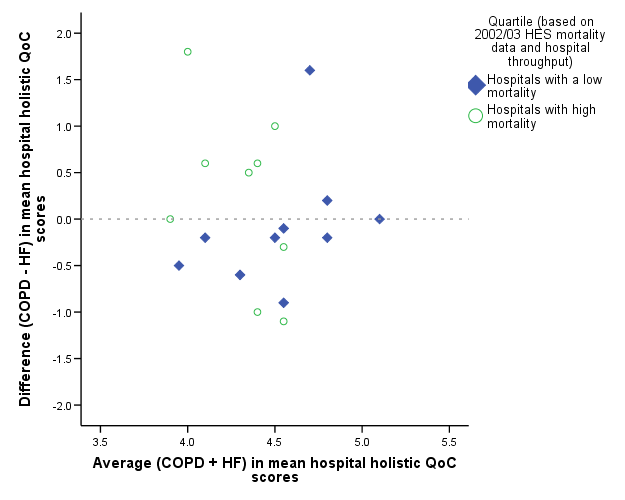 Quartile (based on
2002/03 HES mortality
data and hospital
throughput)
Hospitals with a low
mortality
Hospitals with high
mortality
Difference (COPD - HF) in mean hospital holistic QoC
scores
2.0
1.5
1.0
0.5
0.0
-0.5
-1.0
-1.5
-2.0
3.5 4.0 4.5 5.0 5.5
Average (COPD + HF) in mean hospital holistic QoC
scores